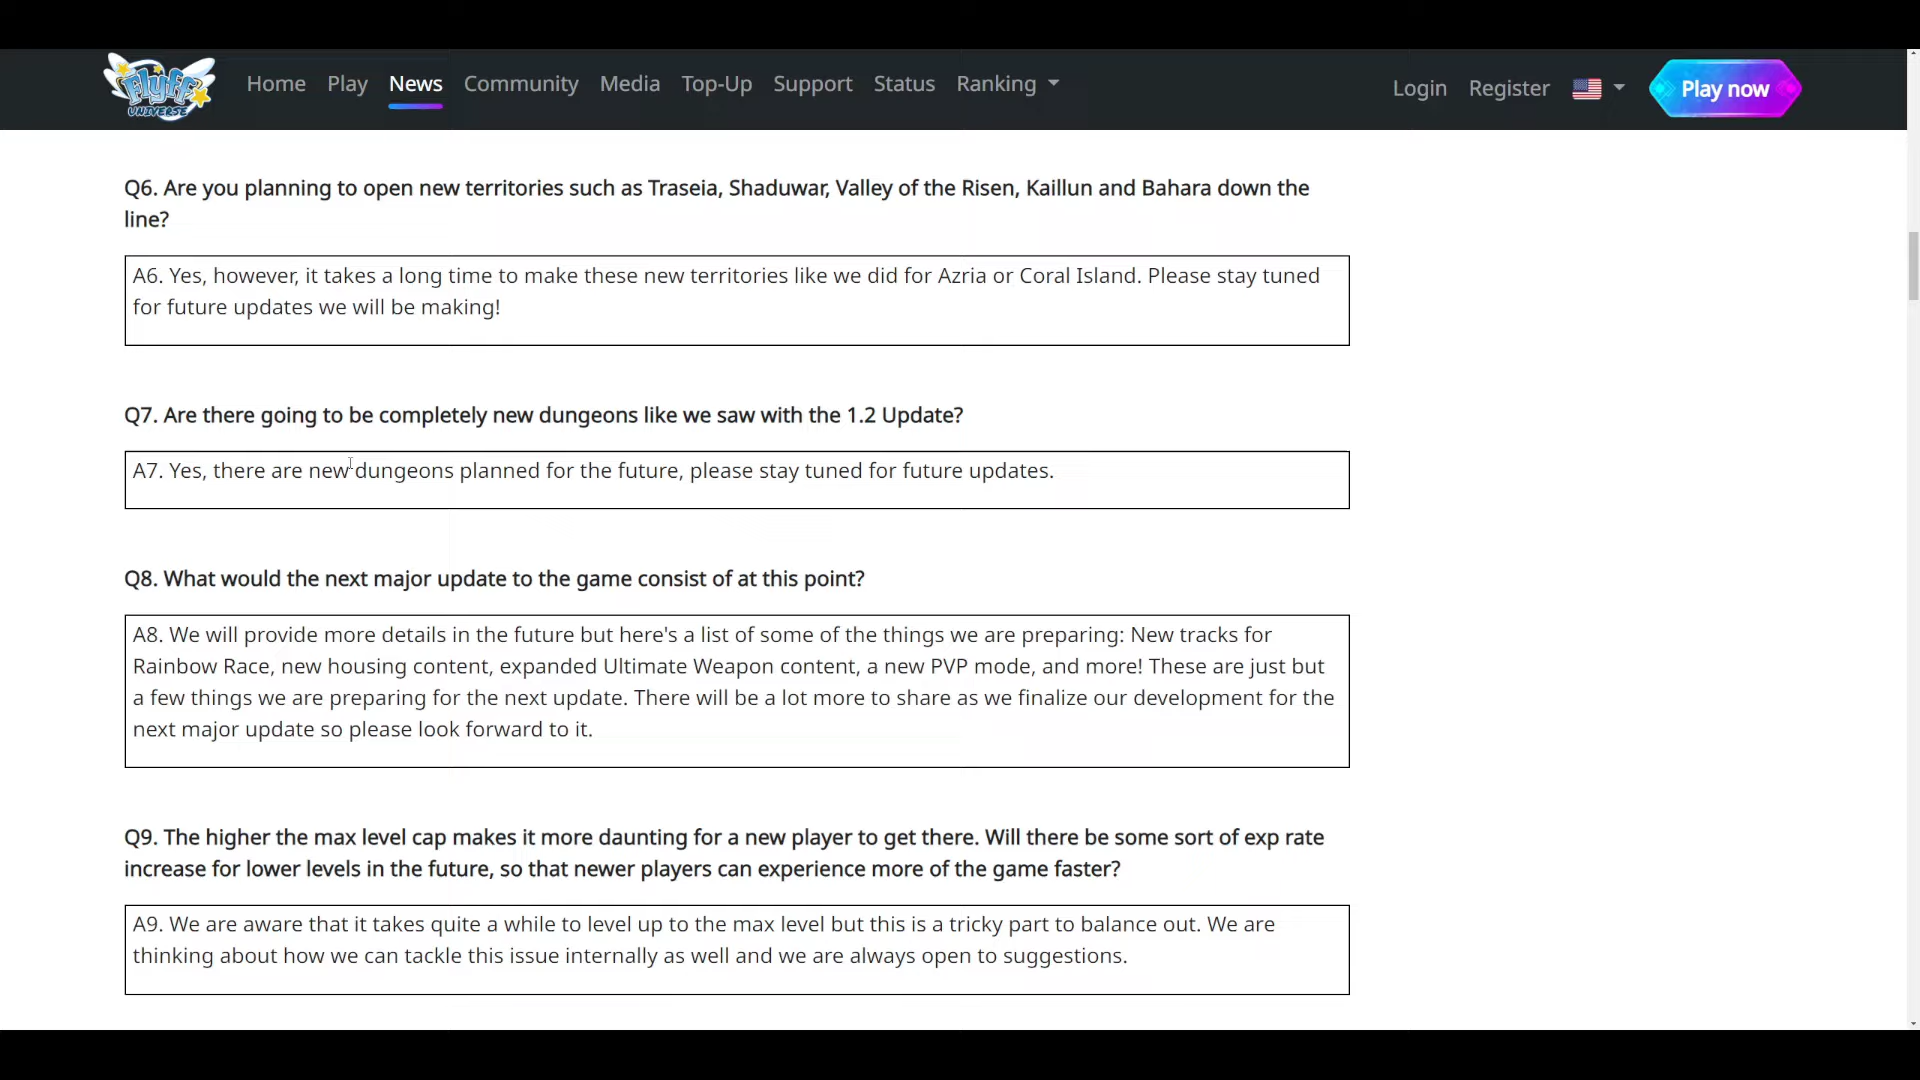 Flyff
UNIVERSE
Home Play News Community Media Top-Up Support Status Ranking
Login Register Play now
Q6. Are you planning to open new territories such as Traseia, Shaduwar, Valley of the Risen, Kaillun and Bahara down the
line?
A6. Yes, however, it takes a long time to make these new territories like we did for Azria or Coral Island. Please stay tuned
for future updates we will be making!
Q7. Are there going to be completely new dungeons like we saw with the 1.2 Update?
A7. Yes, there are new dungeons planned for the future, please stay tuned for future updates.
Q8. What would the next major update to the game consist of at this point?
A8. We will provide more details in the future but here's a list of some of the things we are preparing: New tracks for
Rainbow Race, new housing content, expanded Ultimate Weapon content, a new PVP mode, and more! These are just but
a few things we are preparing for the next update. There will be a lot more to share as we finalize our development for the
next major update so please look forward to it.
Q9. The higher the max level cap makes it more daunting for a new player to get there. Will there be some sort of exp rate
increase for lower levels in the future, so that newer players can experience more of the game faster?
A9. We are aware that it takes quite a while to level up to the max level but this is a tricky part to balance out. We are
thinking about how we can tackle this issue internally as well and we are always open to suggestions.